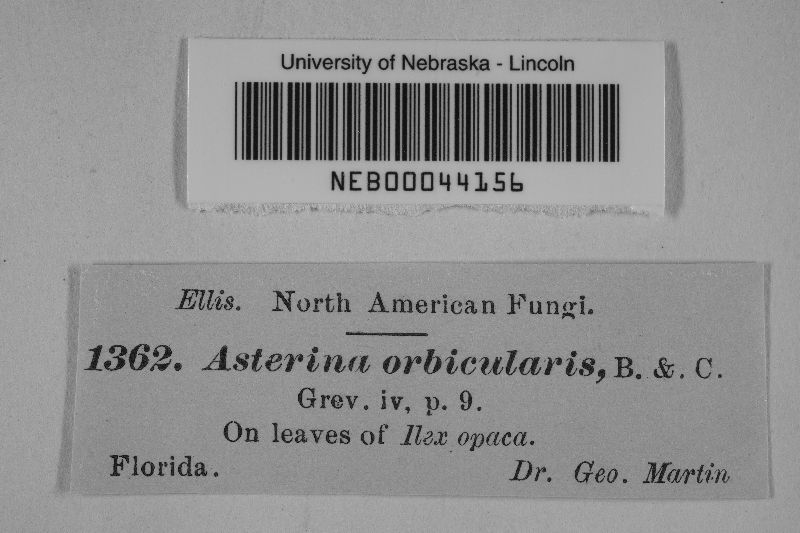 University of Nebraska - Lincoln
NEB00044156
Ellis. North American Fungi.
1362. Asterina orbicularis, B. &. C.
Grev. iv, p. 9.
On leaves of Ilex opaca.
Florida. Dr. Geo. Martin